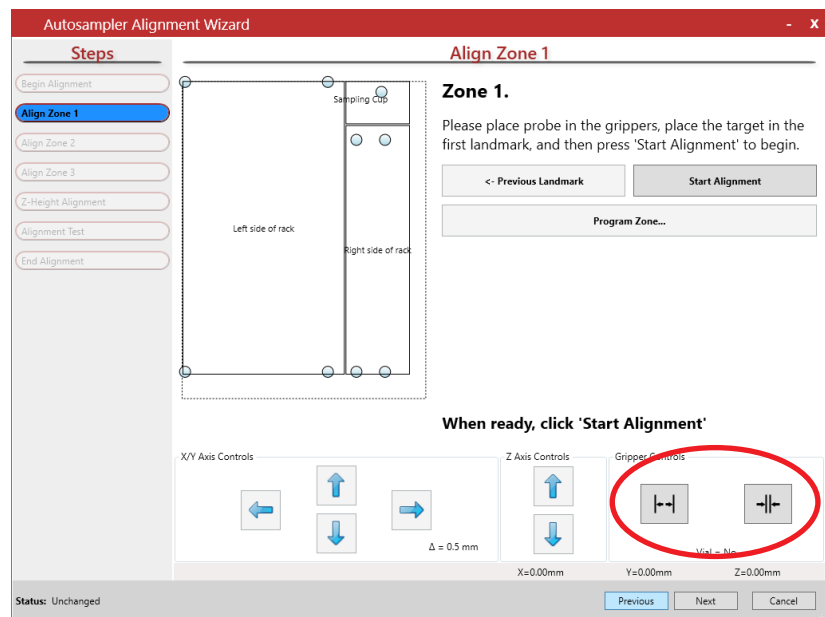 Autosampler Alignment Wizard
- X
Steps
Begin Alignment
Align Zone 1
Align Zone 2
Align Zone 3
Z-Height Alignment
Alignment Test
End Alignment
Align Zone 1
Sampling Cup
Left side of rack
Right side of rack
Zone 1.
Please place probe in the grippers, place the target in the
first landmark, and then press 'Start Alignment' to begin.
<- Previous Landmark
Start Alignment
Program Zone...
When ready, click 'Start Alignment'
X/Y Axis Controls
Δ = 0.5 mm
Z Axis Controls
Gripper Controls
Vial = No
X=0.00mm
Y=0.00mm
Z=0.00mm
Status: Unchanged
Previous
Next
Cancel